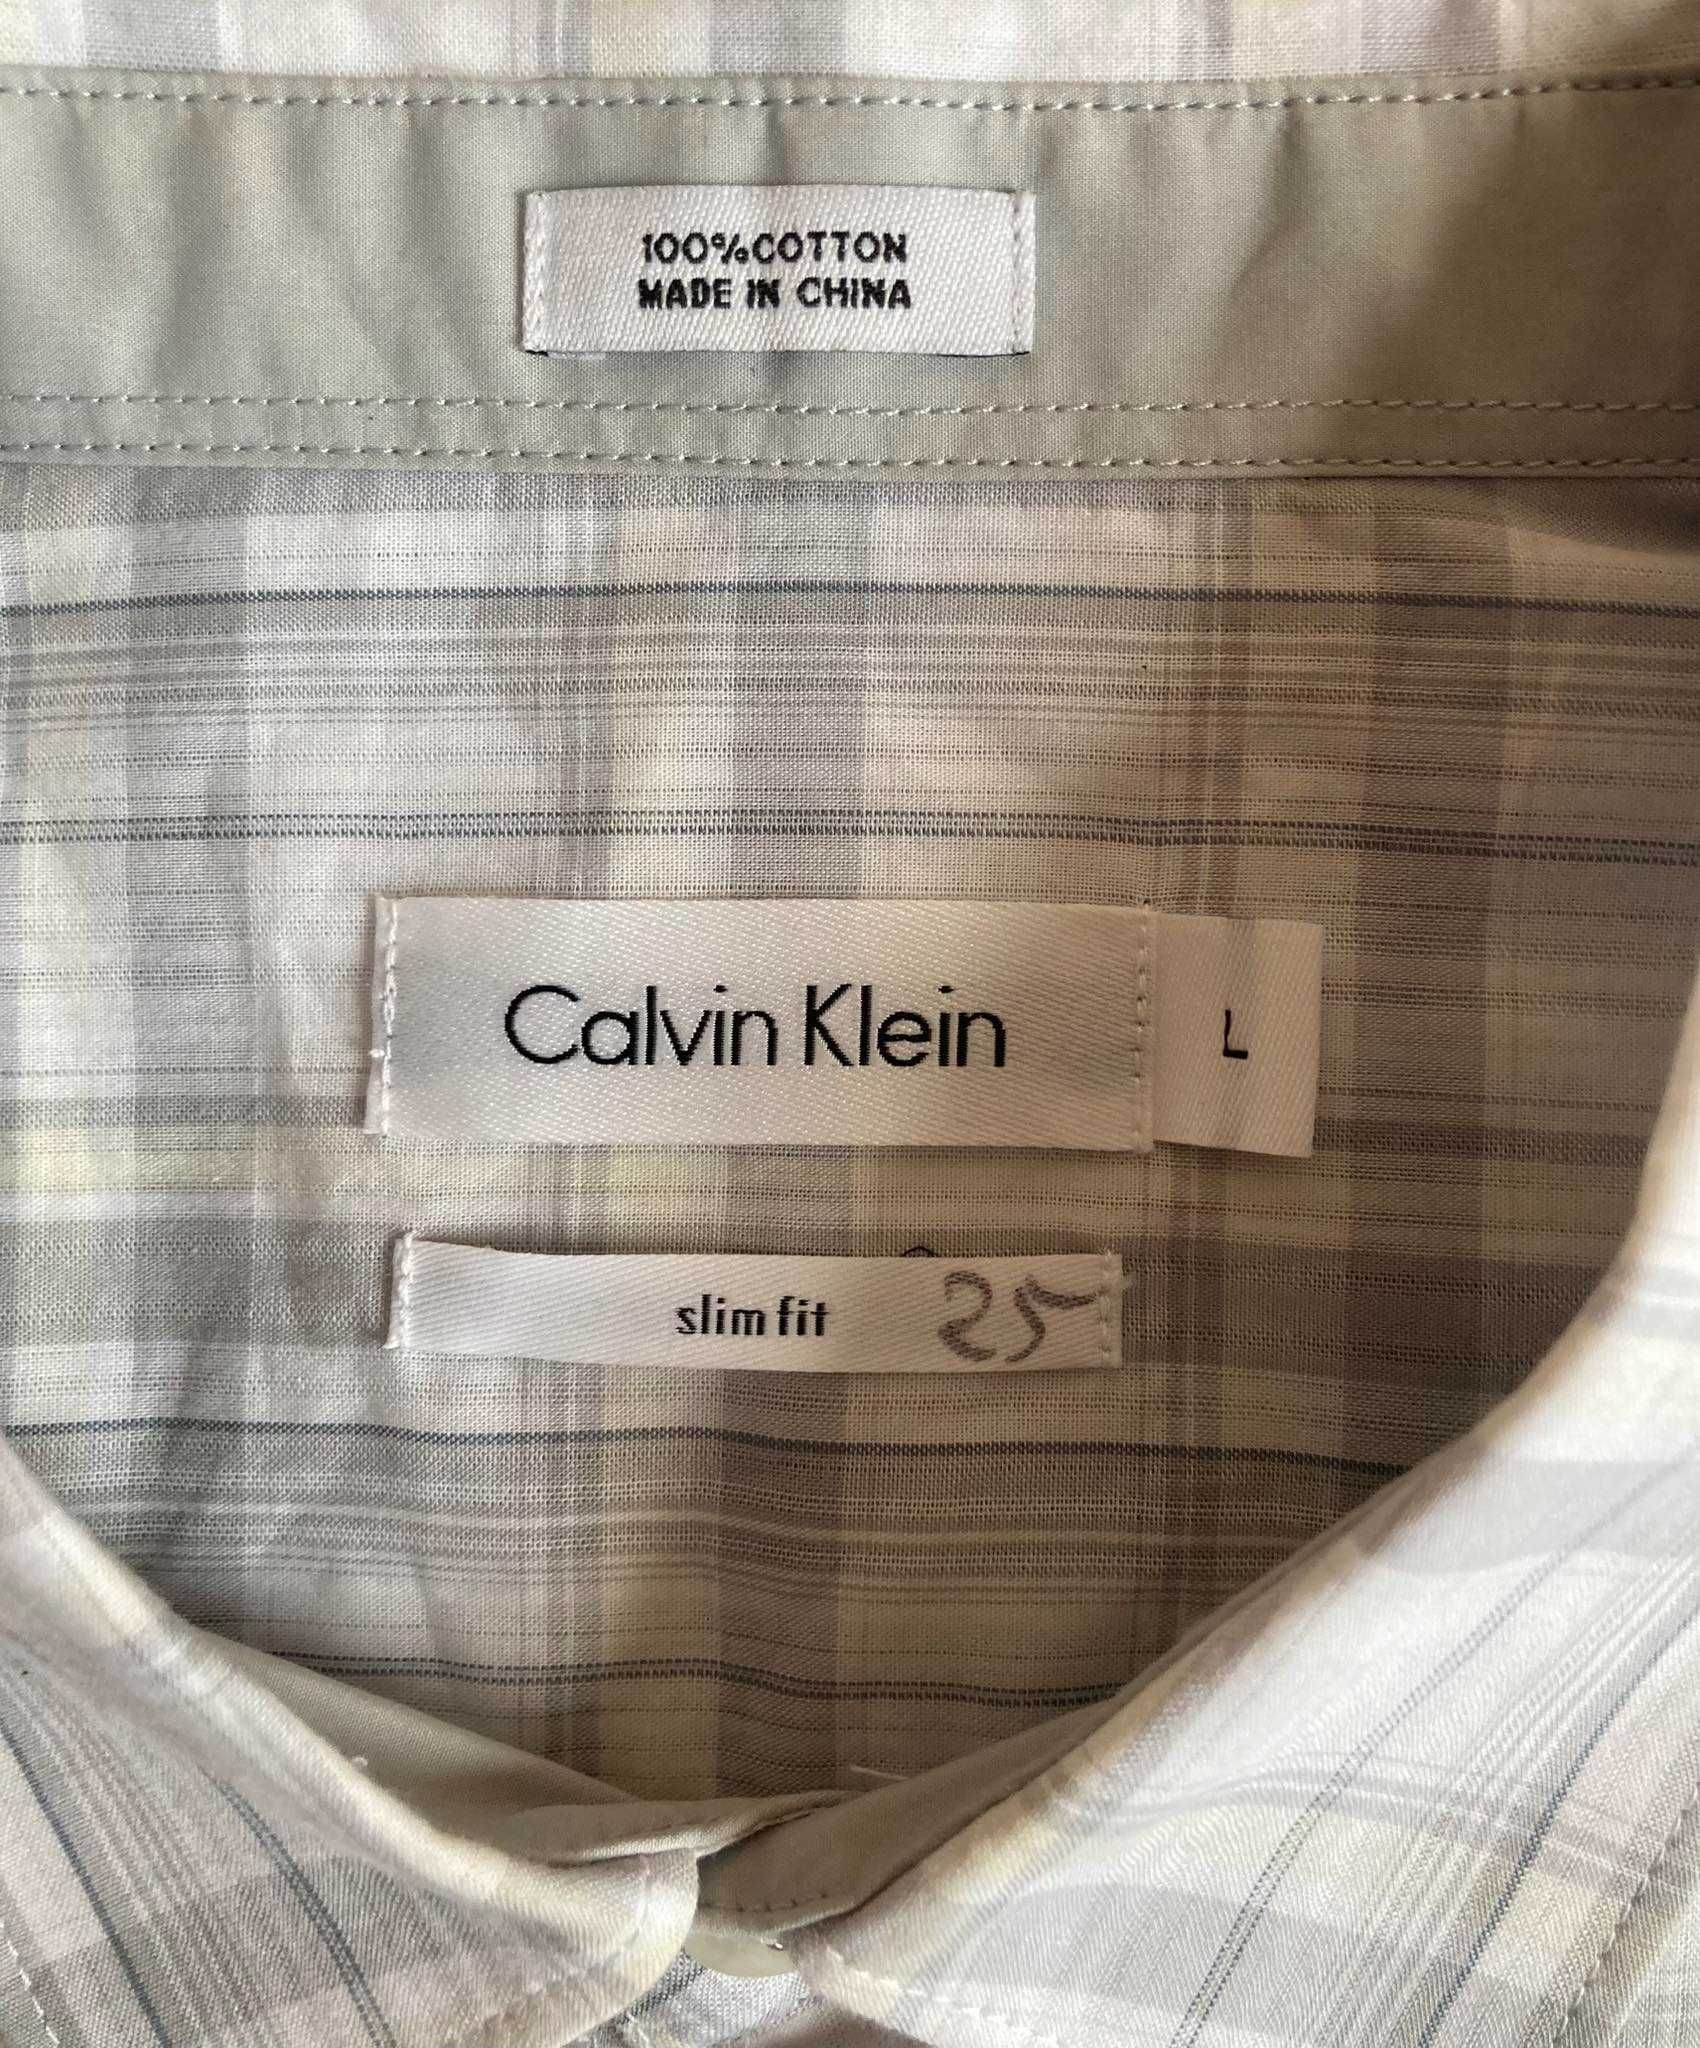 100%COTTON
MADE IN CHINA
Calvin Klein L
slim fit 25